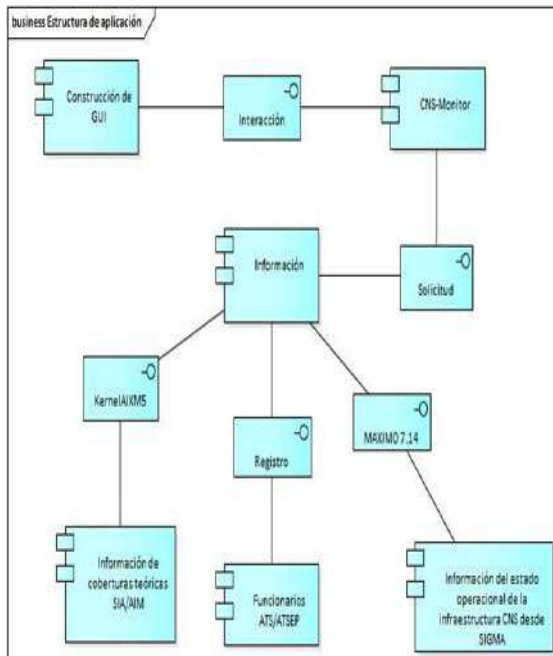 business Estructura de aplicación
Construcción de
GUI
Interacción
CNS-Monitor
Información
Solicitud
KernelAIXM5
Registro
MAXIMO 7.14
Información de
coberturas teóricas
SIA/AIM
Funcionarios
ATS/ATSEP
Información del estado
operacional de la
infraestructura CNS desde
SIGMA